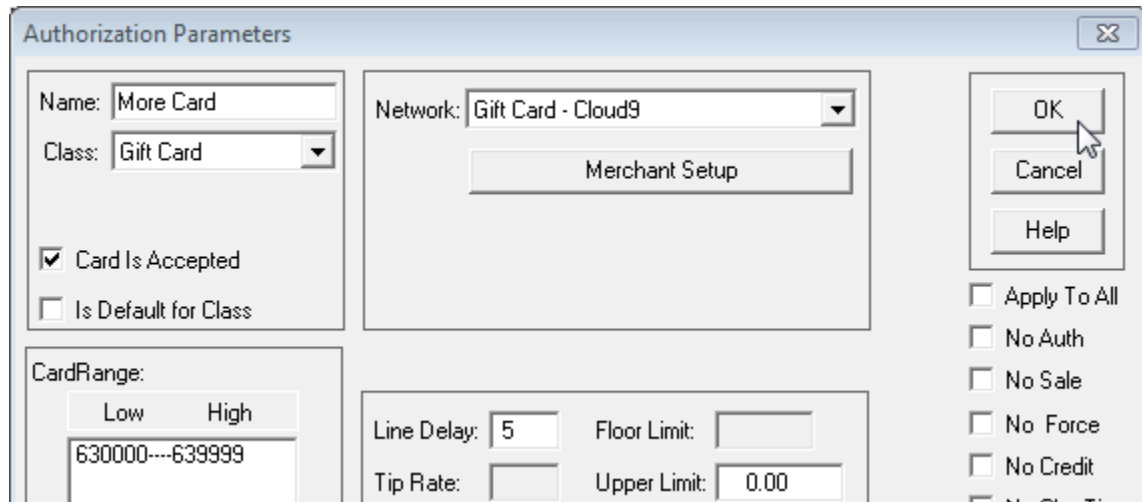 Authorization Parameters
Name: More Card
Class: Gift Card
Card Is Accepted
Is Default for Class
Network: Gift Card - Cloud9
Merchant Setup
OK
Cancel
Help
Apply To All
No Auth
No Sale
No Force
No Credit
CardRange:
Low High
630000----639999
Line Delay: 5 Floor Limit:
Tip Rate: Upper Limit: 0.00